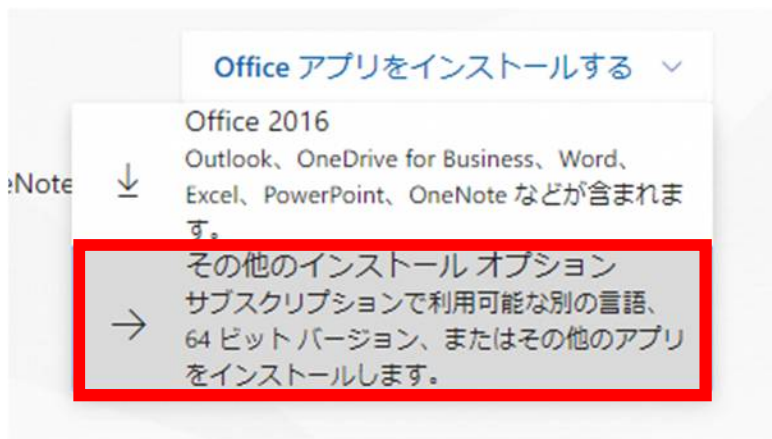 Office アプリをインストールする
Office 2016
Outlook、OneDrive for Business、Word、
eNote
Excel、PowerPoint、OneNote などが含まれま
す。
その他のインストール オプション
サブスクリプションで利用可能な別の言語、
64 ビット バージョン、またはその他のアプリ
をインストールします。